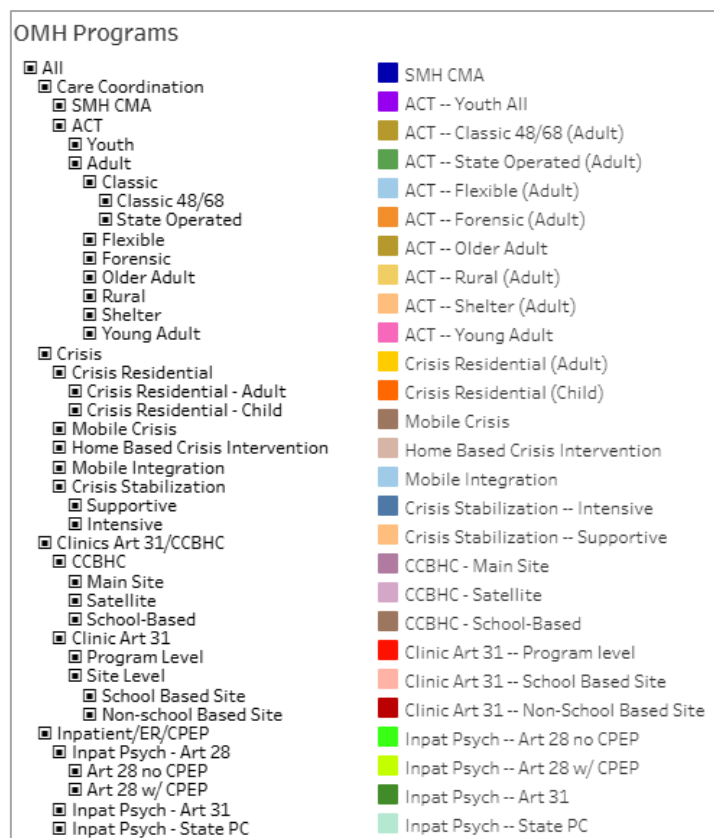 OMH Programs
All
Care Coordination
SMH CMA
ACT
Youth
Adult
Classic
Classic 48/68
State Operated
Flexible
Forensic
Older Adult
Rural
Shelter
Young Adult
Crisis
Crisis Residential
Crisis Residential - Adult
Crisis Residential - Child
Mobile Crisis
Home Based Crisis Intervention
Mobile Integration
Crisis Stabilization
Supportive
Intensive
Clinics Art 31/CCBHC
CCBHC
Main Site
Satellite
School-Based
Clinic Art 31
Program Level
Site Level
School Based Site
Non-school Based Site
Inpatient/ER/CPEP
Inpat Psych - Art 28
Art 28 no CPEP
Art 28 w/ CPEP
Inpat Psych - Art 31
Inpat Psych - State PC
SMH CMA
ACT -- Youth All
ACT -- Classic 48/68 (Adult)
ACT -- State Operated (Adult)
ACT -- Flexible (Adult)
ACT -- Forensic (Adult)
ACT -- Older Adult
ACT -- Rural (Adult)
ACT -- Shelter (Adult)
ACT -- Young Adult
Crisis Residential (Adult)
Crisis Residential (Child)
Mobile Crisis
Home Based Crisis Intervention
Mobile Integration
Crisis Stabilization -- Intensive
Crisis Stabilization -- Supportive
CCBHC - Main Site
CCBHC - Satellite
CCBHC - School-Based
Clinic Art 31 -- Program level
Clinic Art 31 -- School Based Site
Clinic Art 31 -- Non-School Based Site
Inpat Psych -- Art 28 no CPEP
Inpat Psych -- Art 28 w/ CPEP
Inpat Psych -- Art 31
Inpat Psych -- State PC